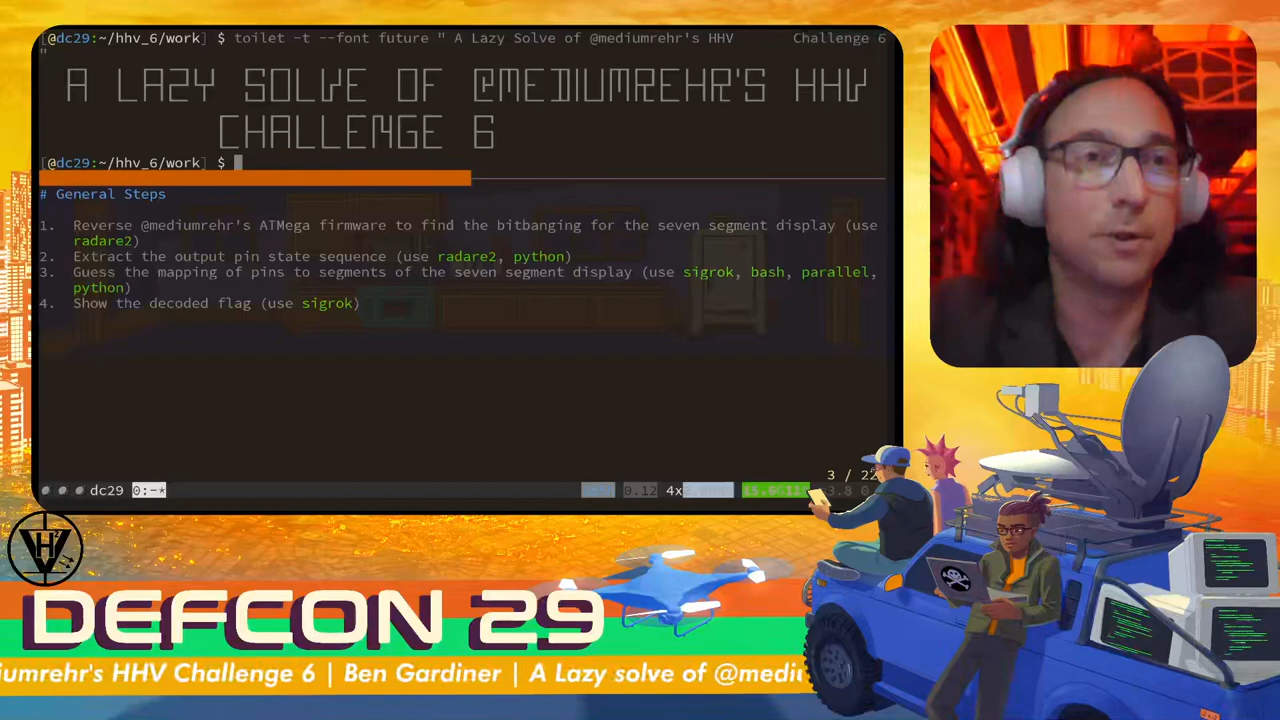 [@dc29:~/hhv_6/work] $ toilet -t --font future " A Lazy Solve of @mediumrehr's HHV      Challenge 6
"
A LAZY SOLVE OF @MEDIUMREHR'S HHV
CHALLENGE 6
[@dc29:~/hhv_6/work] $
# General Steps
1.  Reverse @mediumrehr's ATMega firmware to find the bitbanging for the seven segment display (use
radare2)
2.  Extract the output pin state sequence (use radare2, python)
3.  Guess the mapping of pins to segments of the seven segment display (use sigrok, bash, parallel,
python)
4.  Show the decoded flag (use sigrok)
3 / 22
dc29 0:-* 0.12 4x
H
V
DEFCON 29
iumrehr's HHV Challenge 6 | Ben Gardiner | A Lazy solve of @mediu